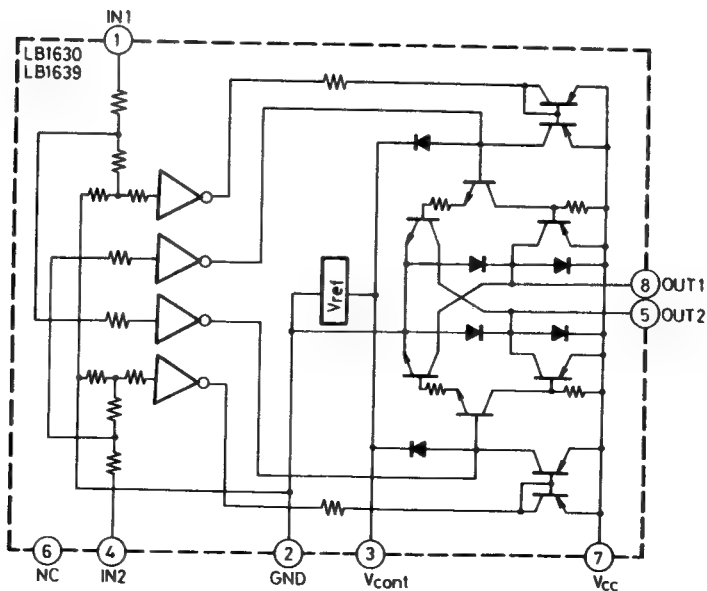 IN1
1
LB1630
LB1639
Vref
8 OUT1
5 OUT2
6 4 2 3 7
NC IN2 GND Vcont Vcc